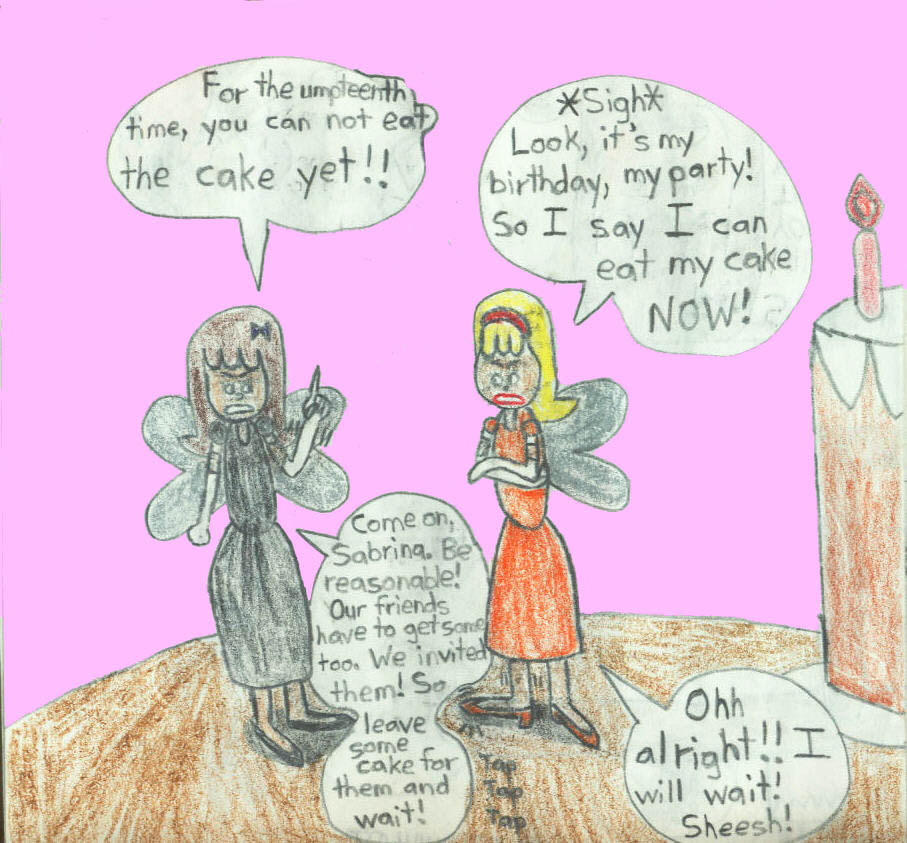 For the umpteenth
time, you can not eat
the cake yet!!
*Sigh*
Look, it's my
birthday, my party!
So I say I can
eat my cake
NOW!
Come on,
Sabrina. Be
reasonable!
Our friends
have to get some
too. We invited
them! So
leave
some
cake for
them and
wait!
Tap
Tap
Tap
Ohh
alright!! I
will wait!
Sheesh!